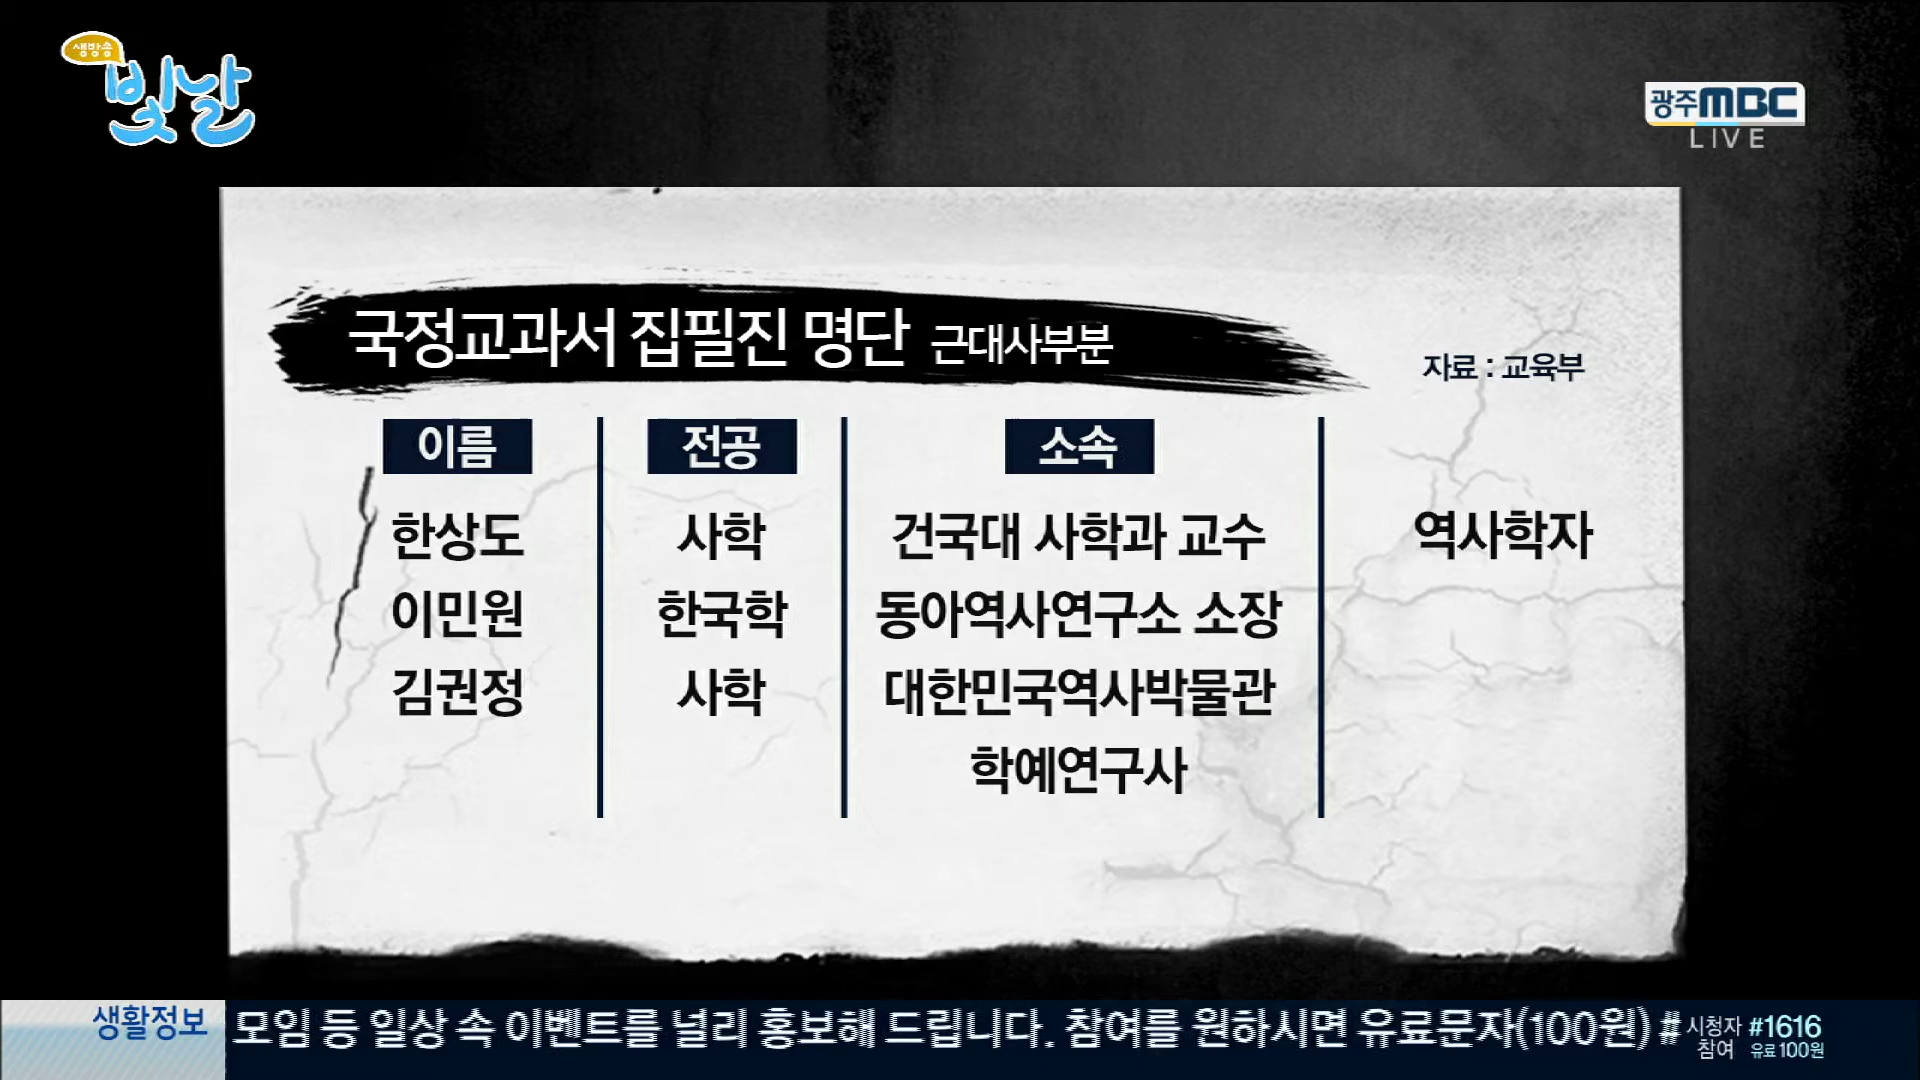 생방송
빛날
광주MBC
LIVE
국정교과서 집필진 명단 근대사부분
자료 : 교육부
이름 전공 소속
한상도 사학 건국대 사학과 교수 역사학자
이민원 한국학 동아역사연구소 소장
김권정 사학 대한민국역사박물관
학예연구사
생활정보 모임 등 일상 속 이벤트를 널리 홍보해 드립니다. 참여를 원하시면 유료문자(100원) #
시청자 #1616
참여 유료 100원